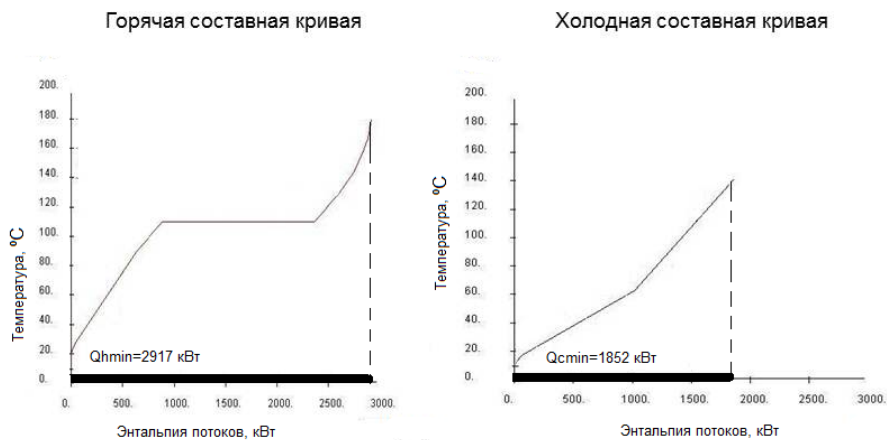 Горячая составная кривая
200.
180.
160.
140.
120.
100.
80.
60.
40.
20.
0.
Температура, ºС
Qhmin=2917 кВт
0. 500. 1000. 1500. 2000. 2500. 3000.
Энтальпия потоков, кВт
Холодная составная кривая
200.
180.
160.
140.
120.
100.
80.
60.
40.
20.
0.
Температура, ºС
Qcmin=1852 кВт
0. 500. 1000. 1500. 2000. 2500. 3000.
Энтальпия потоков, кВт